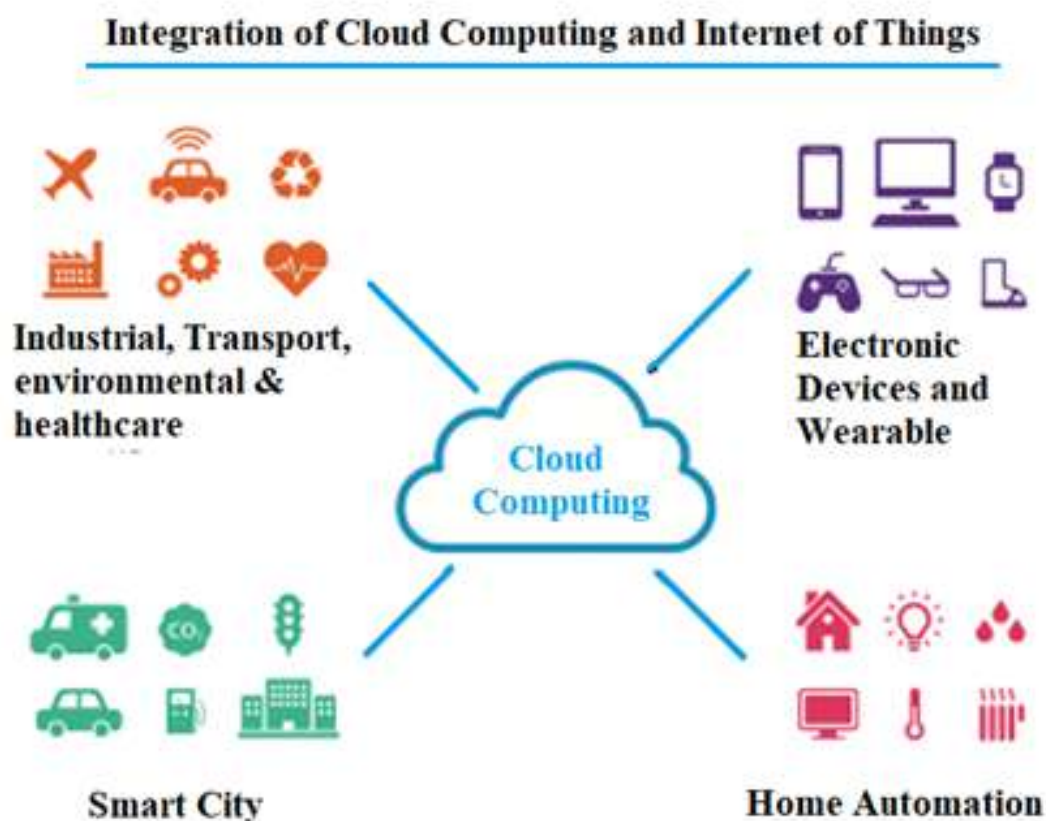 Integration of Cloud Computing and Internet of Things
Industrial, Transport,
environmental &
healthcare
Electronic
Devices and
Wearable
Cloud
Computing
CO2
Smart City
Home Automation